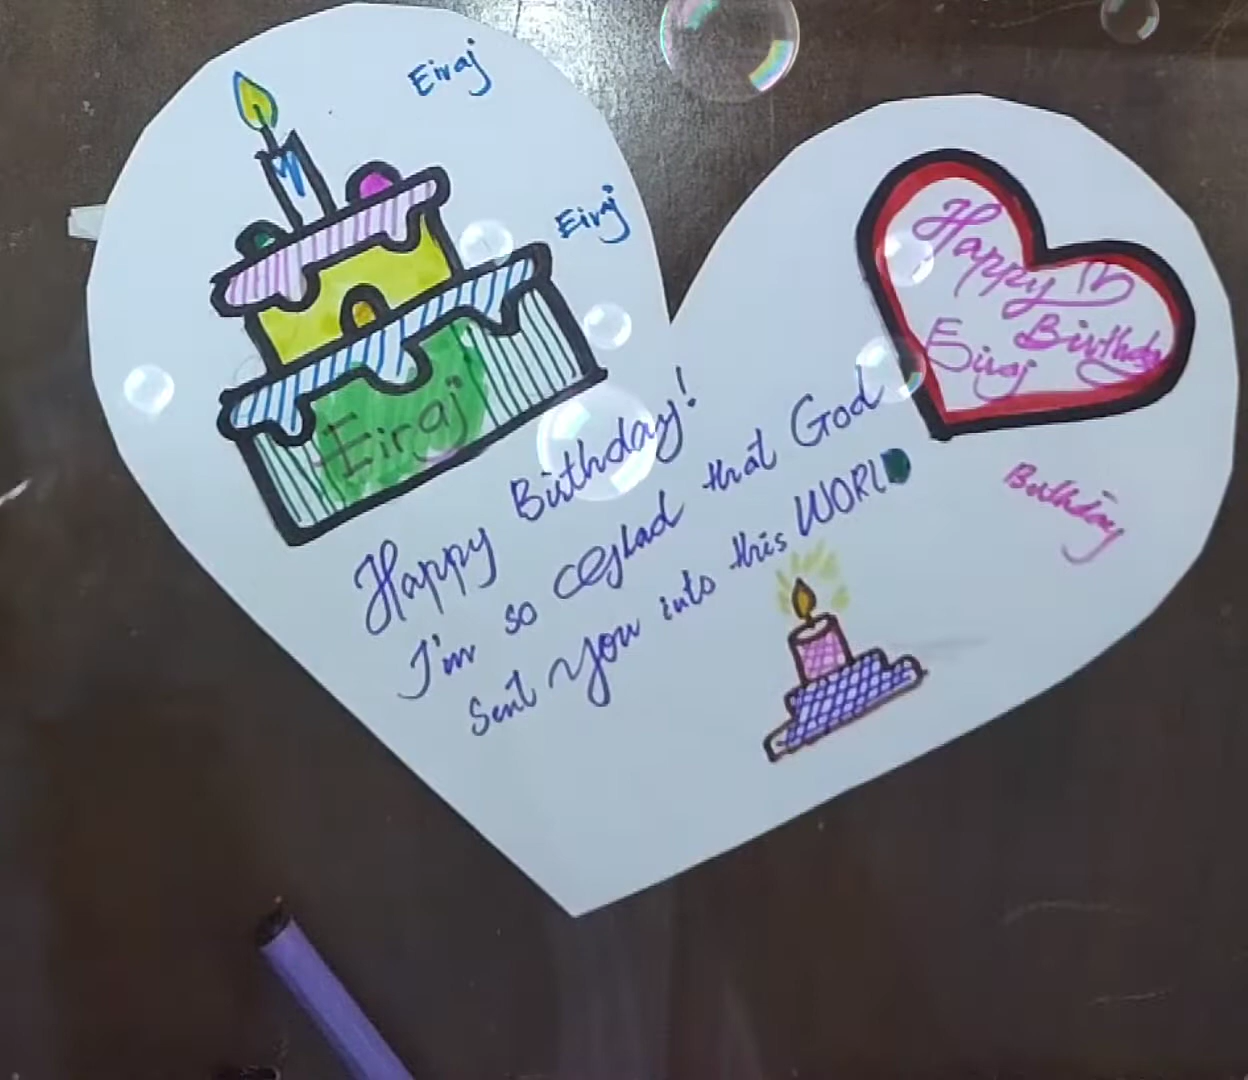 Eiraj
Eiraj
Eiraj
Happy Birthday!
I'm so Glad that God
Sent you into this WORLD
Happy
Birthday
Eiraj
Birthday